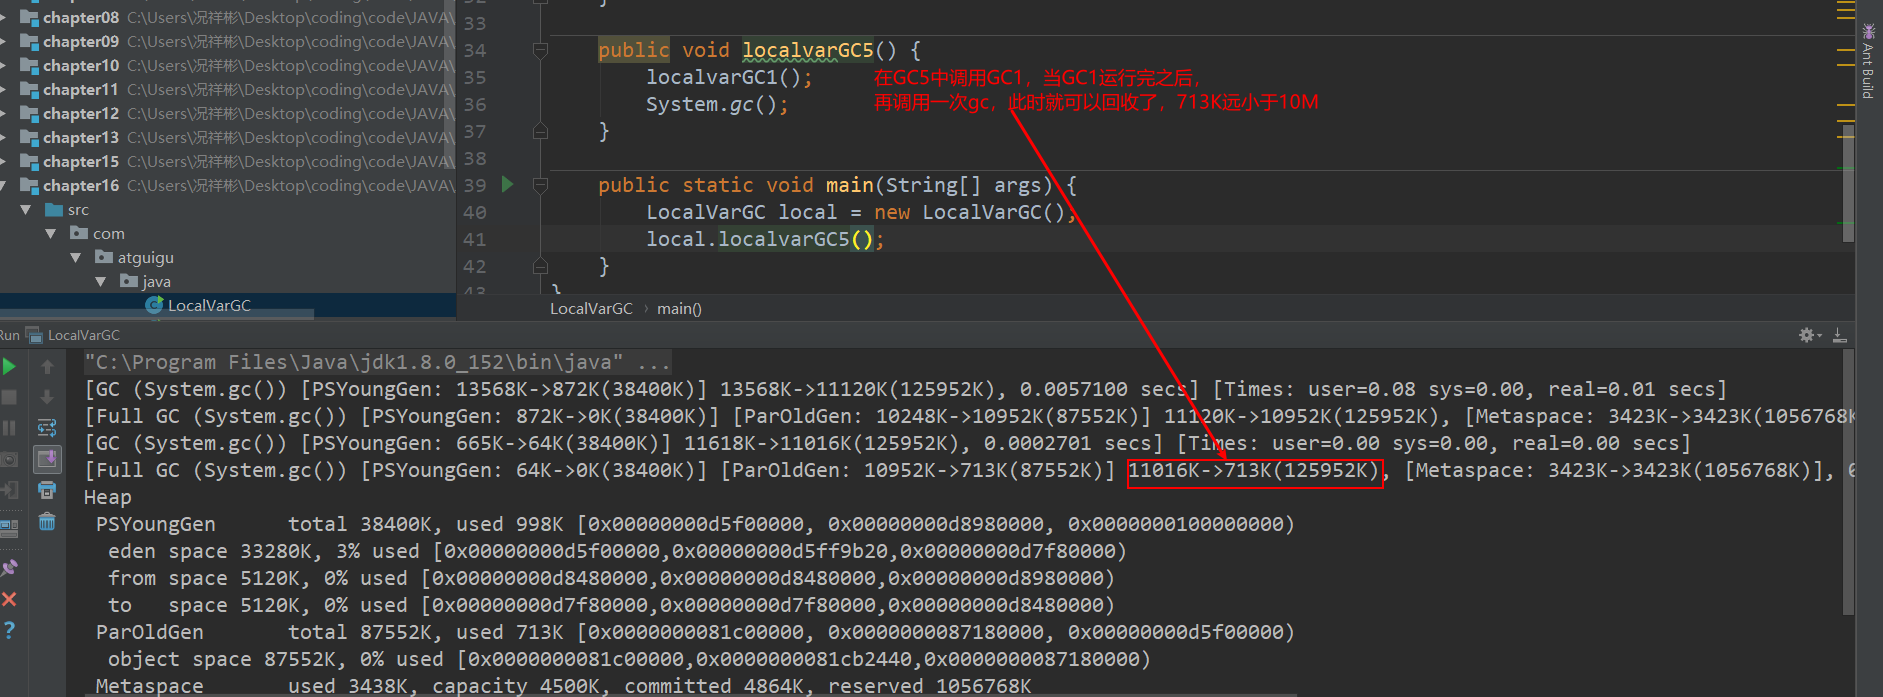 chapter08 C:\Users\况祥彬\Desktop\coding\code\JAVA\
chapter09 C:\Users\况祥彬\Desktop\coding\code\JAVA\
chapter10 C:\Users\况祥彬\Desktop\coding\code\JAVA\
chapter11 C:\Users\况祥彬\Desktop\coding\code\JAVA\
chapter12 C:\Users\况祥彬\Desktop\coding\code\JAVA\
chapter13 C:\Users\况祥彬\Desktop\coding\code\JAVA\
chapter15 C:\Users\况祥彬\Desktop\coding\code\JAVA\
chapter16 C:\Users\况祥彬\Desktop\coding\code\JAVA\
src
com
atguigu
java
LocalVarGC
32 }
33
34 public void localvarGC5() {
35 localvarGC1();
36 System.gc();
37 }
38
39 public static void main(String[] args) {
40 LocalVarGC local = new LocalVarGC();
41 local.localvarGC5();
42 }
43 }
在GC5中调用GC1，当GC1运行完之后，
再调用一次gc，此时就可以回收了，713K远小于10M
LocalVarGC › main()
Ant Build
Run LocalVarGC
"C:\Program Files\Java\jdk1.8.0_152\bin\java" ...
[GC (System.gc()) [PSYoungGen: 13568K->872K(38400K)] 13568K->11120K(125952K), 0.0057100 secs] [Times: user=0.08 sys=0.00, real=0.01 secs]
[Full GC (System.gc()) [PSYoungGen: 872K->0K(38400K)] [ParOldGen: 10248K->10952K(87552K)] 11120K->10952K(125952K), [Metaspace: 3423K->3423K(1056768K
[GC (System.gc()) [PSYoungGen: 665K->64K(38400K)] 11618K->11016K(125952K), 0.0002701 secs] [Times: user=0.00 sys=0.00, real=0.00 secs]
[Full GC (System.gc()) [PSYoungGen: 64K->0K(38400K)] [ParOldGen: 10952K->713K(87552K)] 11016K->713K(125952K), [Metaspace: 3423K->3423K(1056768K)], 0
Heap
PSYoungGen total 38400K, used 998K [0x00000000d5f00000, 0x00000000d8980000, 0x0000000100000000)
eden space 33280K, 3% used [0x00000000d5f00000,0x00000000d5ff9b20,0x00000000d7f80000)
from space 5120K, 0% used [0x00000000d8480000,0x00000000d8480000,0x00000000d8980000)
to space 5120K, 0% used [0x00000000d7f80000,0x00000000d7f80000,0x00000000d8480000)
ParOldGen total 87552K, used 713K [0x0000000081c00000, 0x0000000087180000, 0x00000000d5f00000)
object space 87552K, 0% used [0x0000000081c00000,0x0000000081cb2440,0x0000000087180000)
Metaspace used 3438K, capacity 4500K, committed 4864K, reserved 1056768K